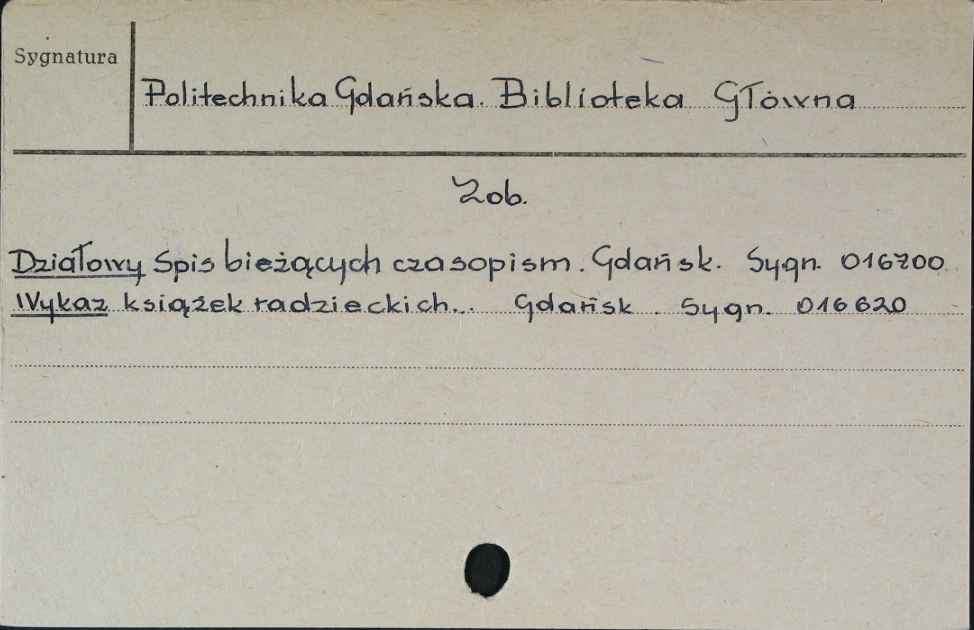 Sygnatura
Politechnika Gdańska. Biblioteka Główna
Zob.
Działowy Spis bieżących czasopism. Gdańsk. Sygn. 016700
Wykaz książek radzieckich... Gdańsk. Sygn. 016620